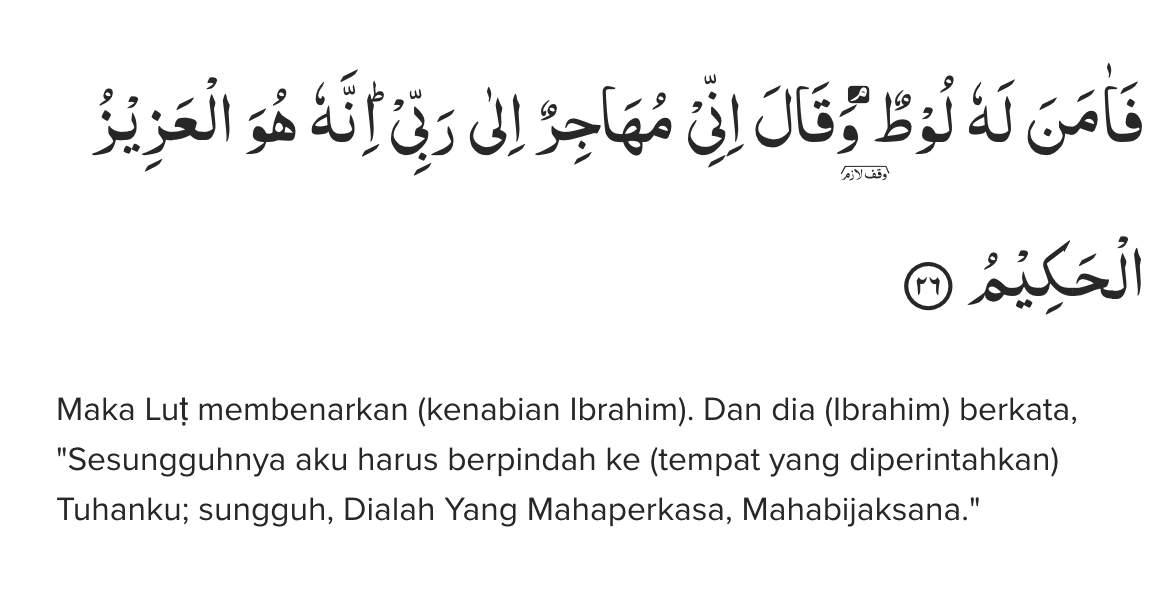 فَاٰمَنَ لَهٗ لُوْطٌۘ وَقَالَ اِنِّيْ مُهَاجِرٌ اِلٰى رَبِّيْۗ اِنَّهٗ هُوَ الْعَزِيْزُ
وقف لازم
الْحَكِيْمُ ٢٦
Maka Luṭ membenarkan (kenabian Ibrahim). Dan dia (Ibrahim) berkata,
"Sesungguhnya aku harus berpindah ke (tempat yang diperintahkan)
Tuhanku; sungguh, Dialah Yang Mahaperkasa, Mahabijaksana."